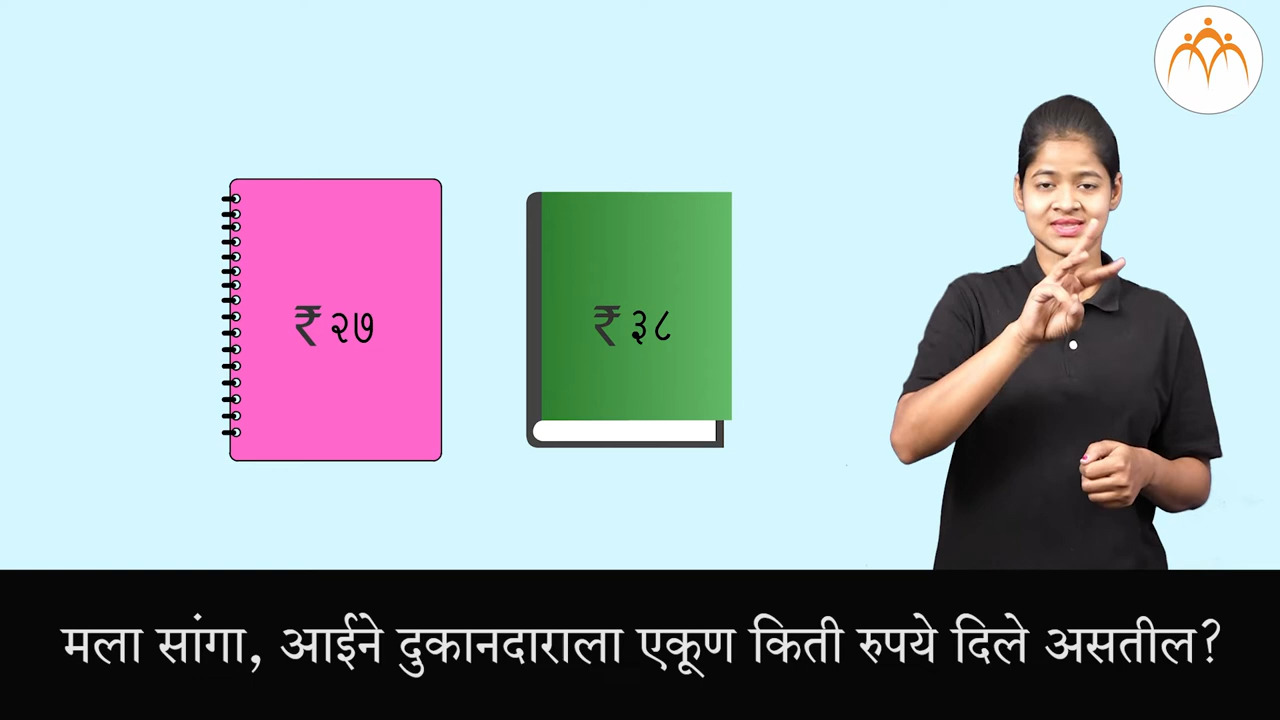 ₹ २७
₹ ३८
मला सांगा, आईने दुकानदाराला एकूण किती रुपये दिले असतील?